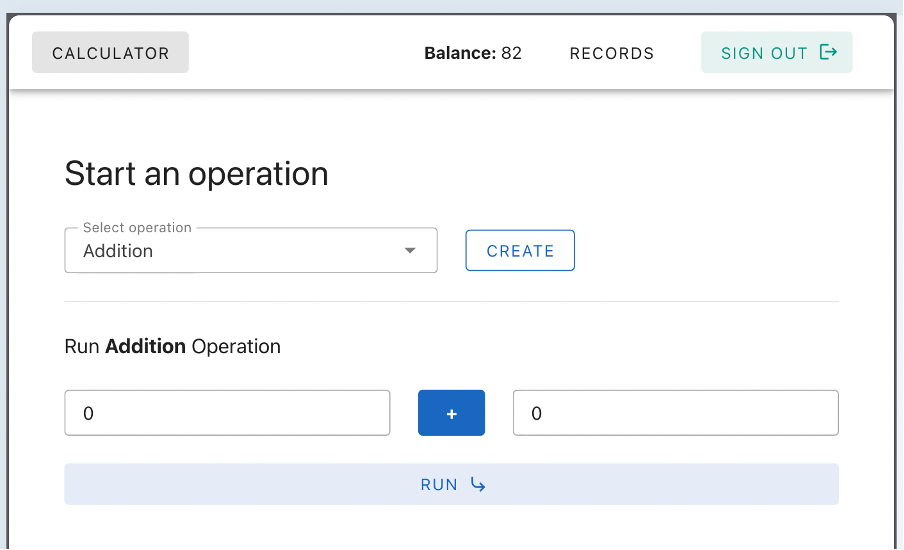 CALCULATOR Balance: 82 RECORDS SIGN OUT
Start an operation
Select operation
Addition CREATE
Run Addition Operation
0 + 0
RUN